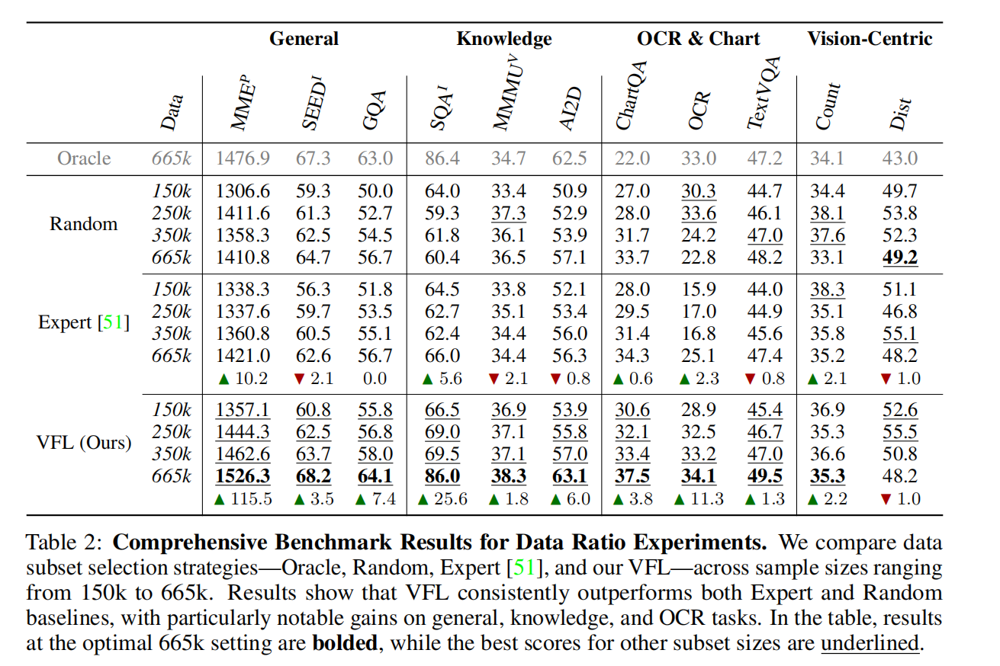 General Knowledge OCR & Chart Vision-Centric
Data MME^P SEED^I GQA SQA^I MMMU^V AI2D ChartQA OCR TextVQA Count Dist
Oracle 665k 1476.9 67.3 63.0 86.4 34.7 62.5 22.0 33.0 47.2 34.1 43.0
150k 1306.6 59.3 50.0 64.0 33.4 50.9 27.0 30.3 44.7 34.4 49.7
250k 1411.6 61.3 52.7 59.3 37.3 52.9 28.0 33.6 46.1 38.1 53.8
Random
350k 1358.3 62.5 54.5 61.8 36.1 53.9 31.7 24.2 47.0 37.6 52.3
665k 1410.8 64.7 56.7 60.4 36.5 57.1 33.7 22.8 48.2 33.1 49.2
150k 1338.3 56.3 51.8 64.5 33.8 52.1 28.0 15.9 44.0 38.3 51.1
250k 1337.6 59.7 53.5 62.7 35.1 53.4 29.5 17.0 44.9 35.1 46.8
Expert [51]
350k 1360.8 60.5 55.1 62.4 34.4 56.0 31.4 16.8 45.6 35.8 55.1
665k 1421.0 62.6 56.7 66.0 34.4 56.3 34.3 25.1 47.4 35.2 48.2
▲ 10.2 ▼ 2.1 0.0 ▲ 5.6 ▼ 2.1 ▼ 0.8 ▲ 0.6 ▲ 2.3 ▼ 0.8 ▲ 2.1 ▼ 1.0
150k 1357.1 60.8 55.8 66.5 36.9 53.9 30.6 28.9 45.4 36.9 52.6
250k 1444.3 62.5 56.8 69.0 37.1 55.8 32.1 32.5 46.7 35.3 55.5
VFL (Ours)
350k 1462.6 63.7 58.0 69.5 37.1 57.0 33.4 33.2 47.0 36.6 50.8
665k 1526.3 68.2 64.1 86.0 38.3 63.1 37.5 34.1 49.5 35.3 48.2
▲ 115.5 ▲ 3.5 ▲ 7.4 ▲ 25.6 ▲ 1.8 ▲ 6.0 ▲ 3.8 ▲ 11.3 ▲ 1.3 ▲ 2.2 ▼ 1.0
Table 2: Comprehensive Benchmark Results for Data Ratio Experiments. We compare data
subset selection strategies—Oracle, Random, Expert [51], and our VFL—across sample sizes ranging
from 150k to 665k. Results show that VFL consistently outperforms both Expert and Random
baselines, with particularly notable gains on general, knowledge, and OCR tasks. In the table, results
at the optimal 665k setting are bolded, while the best scores for other subset sizes are underlined.